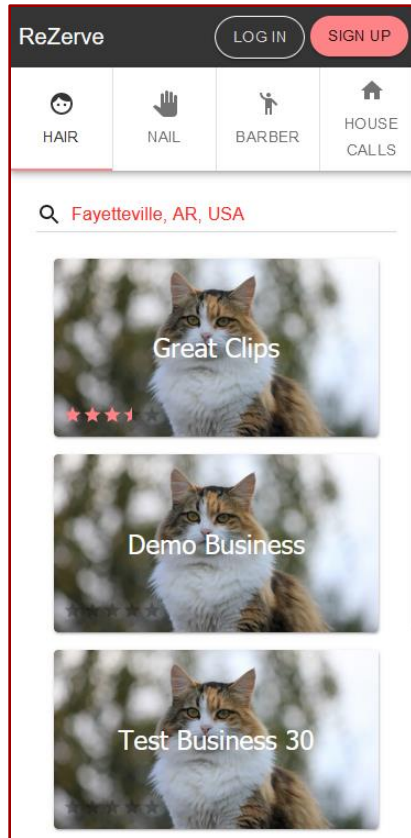 ReZerve
LOG IN
SIGN UP
HAIR
NAIL
BARBER
HOUSE
CALLS
Fayetteville, AR, USA
Great Clips
Demo Business
Test Business 30